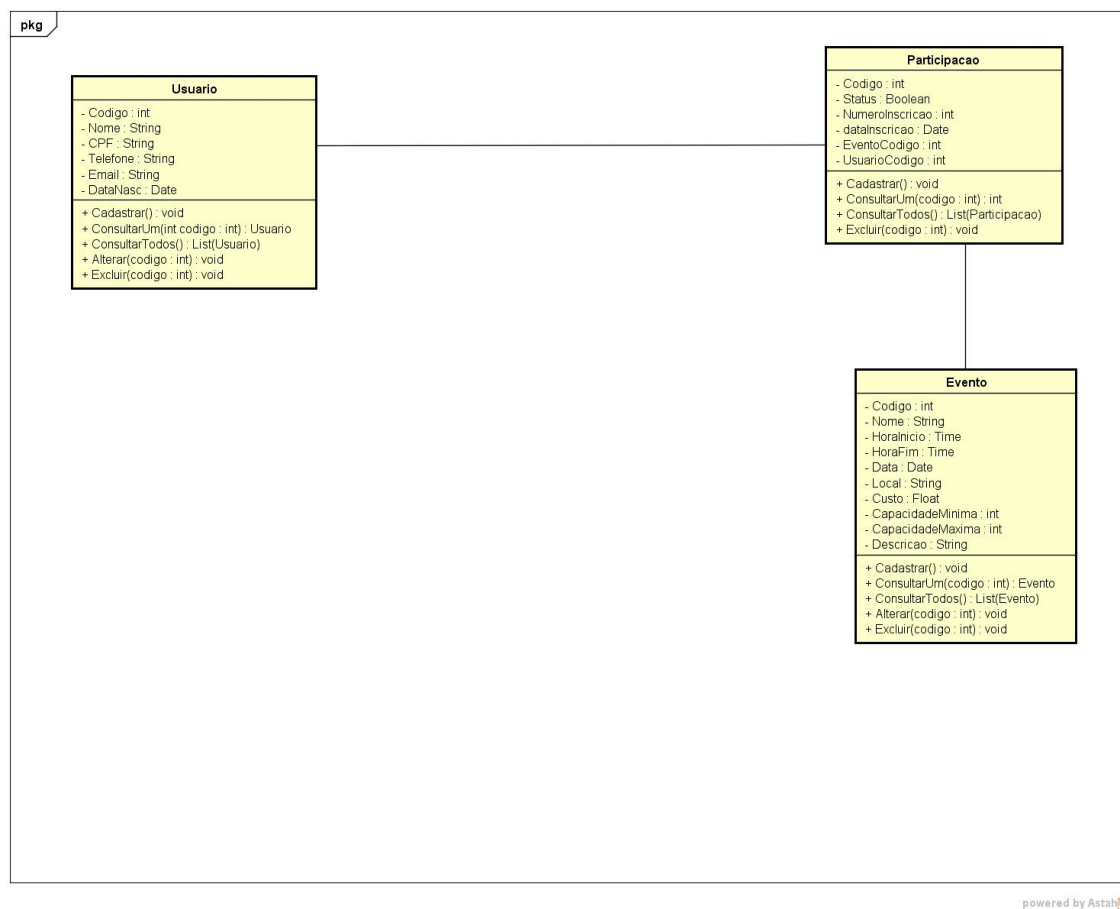 pkg
Usuario
- Codigo : int
- Nome : String
- CPF : String
- Telefone : String
- Email : String
- DataNasc : Date
+ Cadastrar() : void
+ ConsultarUm(int codigo : int) : Usuario
+ ConsultarTodos() : List(Usuario)
+ Alterar(codigo : int) : void
+ Excluir(codigo : int) : void
Participacao
- Codigo : int
- Status : Boolean
- NumeroInscricao : int
- dataInscricao : Date
- EventoCodigo : int
- UsuarioCodigo : int
+ Cadastrar() : void
+ ConsultarUm(codigo : int) : int
+ ConsultarTodos() : List(Participacao)
+ Excluir(codigo : int) : void
Evento
- Codigo : int
- Nome : String
- HoraInicio : Time
- HoraFim : Time
- Data : Date
- Local : String
- Custo : Float
- CapacidadeMinima : int
- CapacidadeMaxima : int
- Descricao : String
+ Cadastrar() : void
+ ConsultarUm(codigo : int) : Evento
+ ConsultarTodos() : List(Evento)
+ Alterar(codigo : int) : void
+ Excluir(codigo : int) : void
powered by Astah